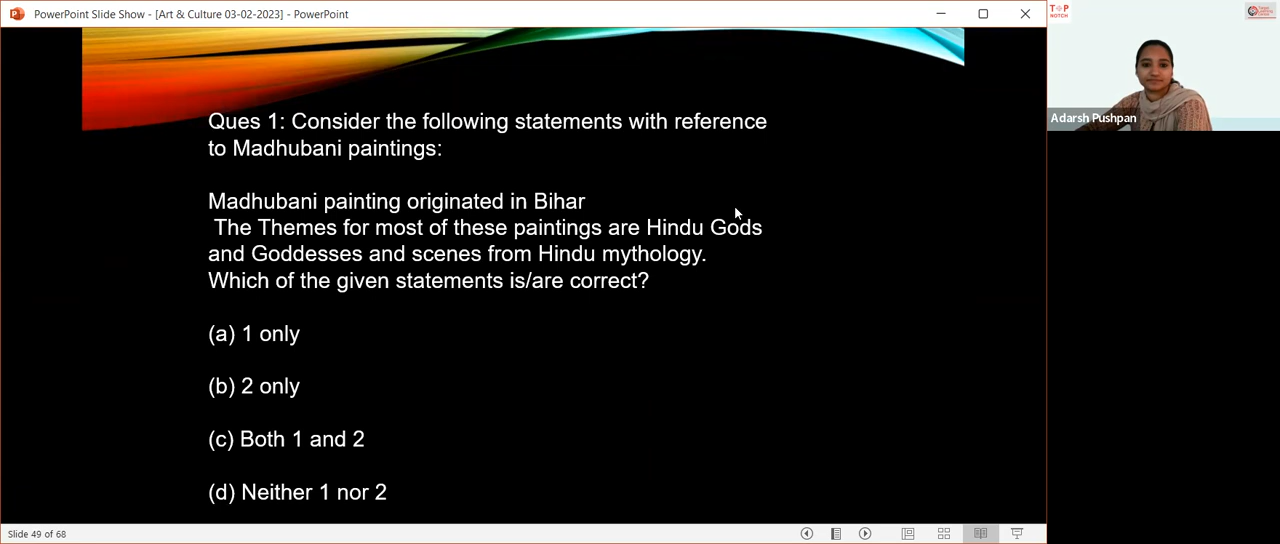 PowerPoint Slide Show - [Art & Culture 03-02-2023] - PowerPoint
T P
NOTCH
Adarsh Pushpan
Ques 1: Consider the following statements with reference
to Madhubani paintings:
Madhubani painting originated in Bihar
The Themes for most of these paintings are Hindu Gods
and Goddesses and scenes from Hindu mythology.
Which of the given statements is/are correct?
(a) 1 only
(b) 2 only
(c) Both 1 and 2
(d) Neither 1 nor 2
Slide 49 of 68